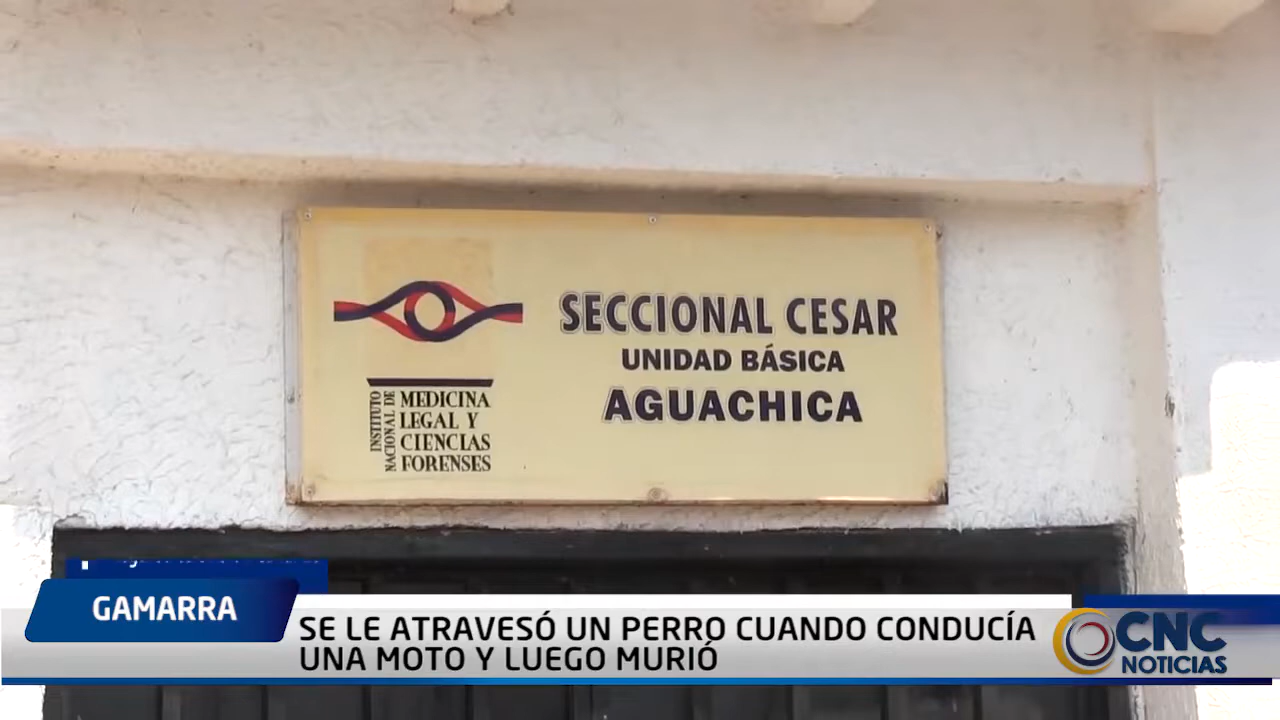 SECCIONAL CESAR
UNIDAD BÁSICA
AGUACHICA
INSTITUTO
NACIONAL DE
MEDICINA
LEGAL Y
CIENCIAS
FORENSES
GAMARRA
SE LE ATRAVESÓ UN PERRO CUANDO CONDUCÍA
UNA MOTO Y LUEGO MURIÓ
CNC
NOTICIAS